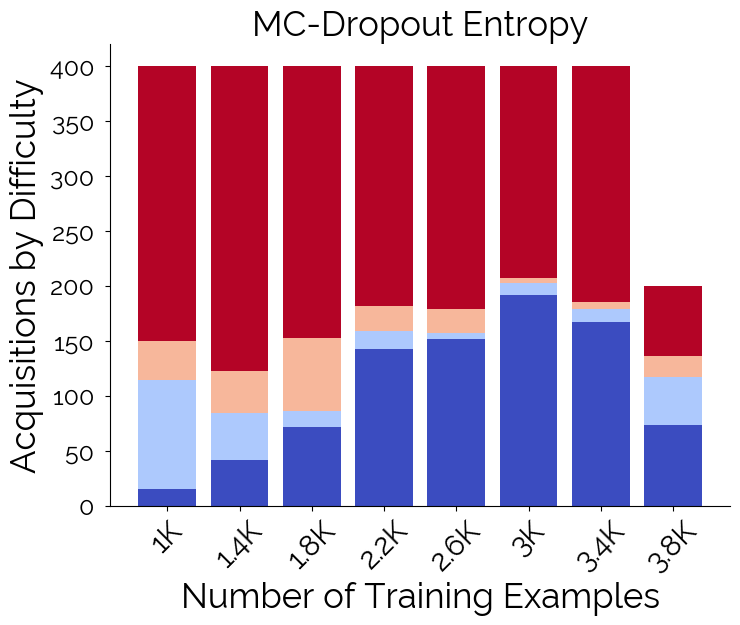 MC-Dropout Entropy
Acquisitions by Difficulty
400
350
300
250
200
150
100
50
0
1K
1.4K
1.8K
2.2K
2.6K
3K
3.4K
3.8K
Number of Training Examples